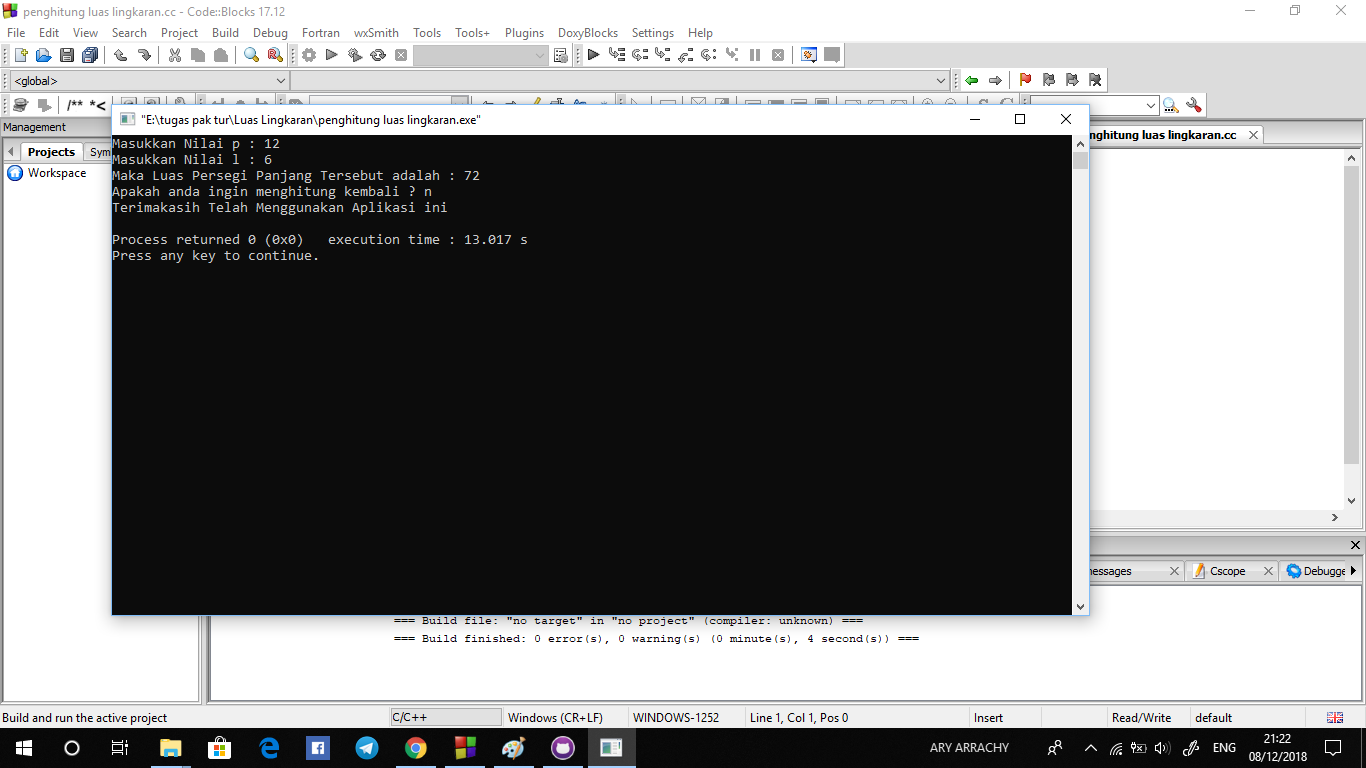 penghitung luas lingkaran.cc - Code::Blocks 17.12
File Edit View Search Project Build Debug Fortran wxSmith Tools Tools+ Plugins DoxyBlocks Settings Help
<global>
/** *<
Management
"E:\tugas pak tur\Luas Lingkaran\penghitung luas lingkaran.exe"
nghitung luas lingkaran.cc
Projects Sym
Workspace
Masukkan Nilai p : 12
Masukkan Nilai l : 6
Maka Luas Persegi Panjang Tersebut adalah : 72
Apakah anda ingin menghitung kembali ? n
Terimakasih Telah Menggunakan Aplikasi ini
Process returned 0 (0x0) execution time : 13.017 s
Press any key to continue.
essages Cscope Debugge
=== Build file: "no target" in "no project" (compiler: unknown) ===
=== Build finished: 0 error(s), 0 warning(s) (0 minute(s), 4 second(s)) ===
Build and run the active project C/C++ Windows (CR+LF) WINDOWS-1252 Line 1, Col 1, Pos 0 Insert Read/Write default
ARY ARRACHY ENG 21:22
08/12/2018